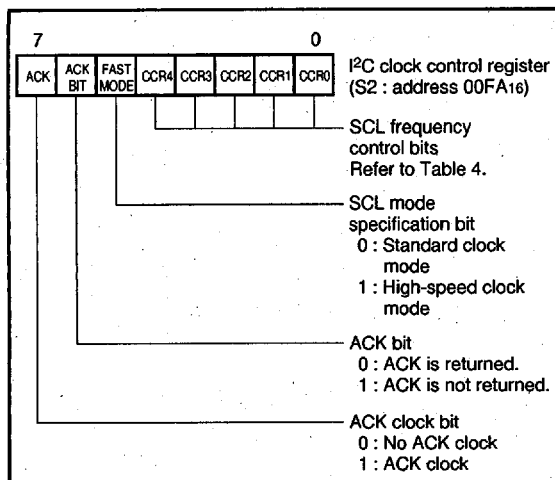 7 0
ACK ACK BIT FAST MODE CCR4 CCR3 CCR2 CCR1 CCR0
I²C clock control register
(S2 : address 00FA16)
SCL frequency
control bits
Refer to Table 4.
SCL mode
specification bit
0 : Standard clock
mode
1 : High-speed clock
mode
ACK bit
0 : ACK is returned.
1 : ACK is not returned.
ACK clock bit
0 : No ACK clock
1 : ACK clock